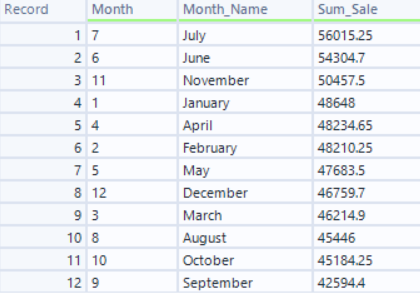 Record Month Month_Name Sum_Sale
1 7 July 56015.25
2 6 June 54304.7
3 11 November 50457.5
4 1 January 48648
5 4 April 48234.65
6 2 February 48210.25
7 5 May 47683.5
8 12 December 46759.7
9 3 March 46214.9
10 8 August 45446
11 10 October 45184.25
12 9 September 42594.4